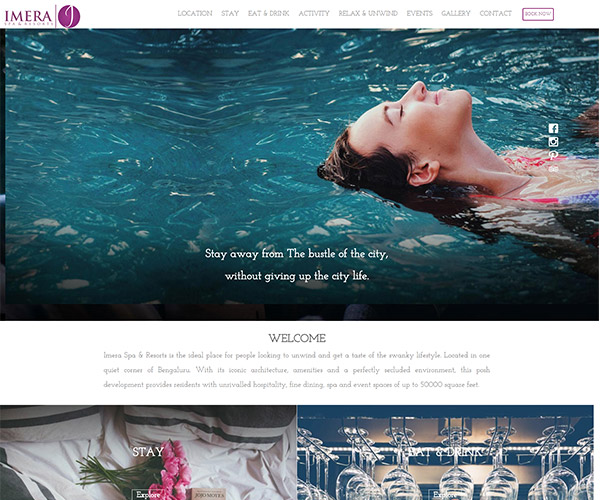 IMERA
SPA & RESORTS
LOCATION STAY EAT & DRINK ACTIVITY RELAX & UNWIND EVENTS GALLERY CONTACT BOOK NOW
Stay away from The bustle of the city,
without giving up the city life.
WELCOME
Imera Spa & Resorts is the ideal place for people looking to unwind and get a taste of the swanky lifestyle. Located in one
quiet corner of Bengaluru. With its iconic architecture, amenities and a perfectly secluded environment, this posh
development provides residents with unrivalled hospitality, fine dining, spa and event spaces of up to 50000 square feet.
STAY
EAT & DRINK
Explore
JOJO MOYES
Explore